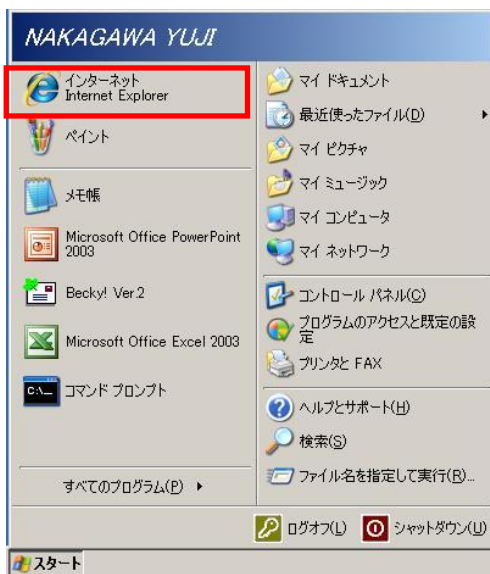 NAKAGAWA YUJI
インターネット
Internet Explorer
ペイント
メモ帳
Microsoft Office PowerPoint
2003
Becky! Ver.2
Microsoft Office Excel 2003
C:\_
コマンド プロンプト
すべてのプログラム(P)
マイ ドキュメント
最近使ったファイル(D)
マイ ピクチャ
マイ ミュージック
マイ コンピュータ
マイ ネットワーク
コントロール パネル(C)
プログラムのアクセスと既定の設
定
プリンタと FAX
ヘルプとサポート(H)
検索(S)
ファイル名を指定して実行(R)...
ログオフ(L)
シャットダウン(U)
スタート